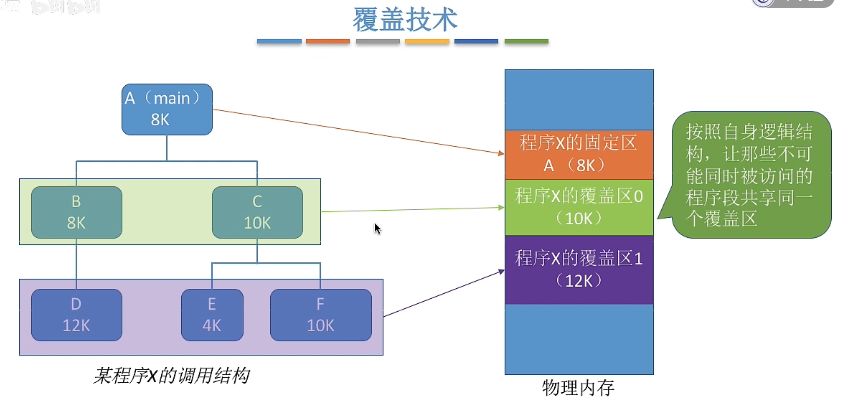 覆盖技术
A（main）
8K
B
8K
C
10K
D
12K
E
4K
F
10K
某程序X的调用结构
程序X的固定区
A （8K）
程序X的覆盖区0
（10K）
程序X的覆盖区1
（12K）
物理内存
按照自身逻辑结
构，让那些不可
能同时被访问的
程序段共享同一
个覆盖区